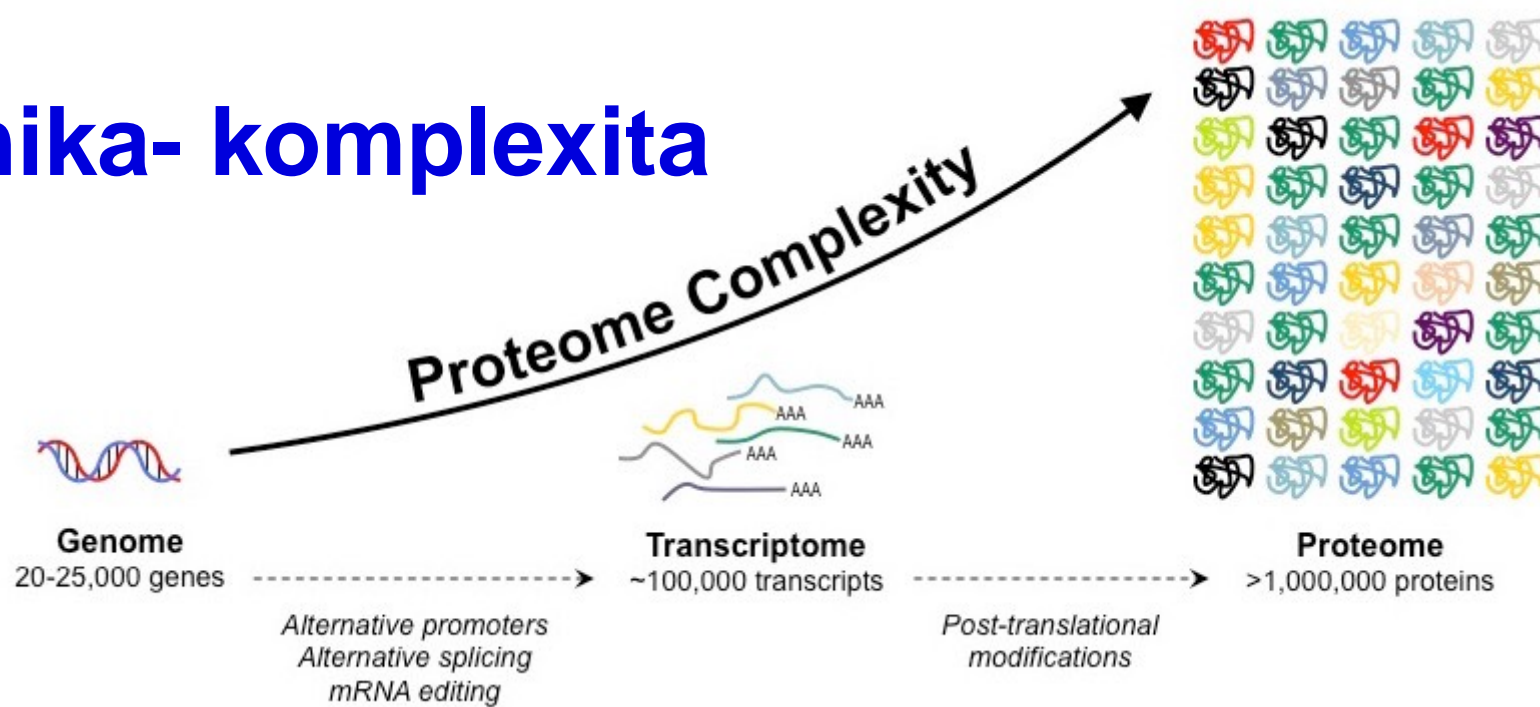 nika- komplexita
Proteome Complexity
AAA
AAA
AAA
AAA
AAA
Genome
20-25,000 genes
Transcriptome
~100,000 transcripts
Proteome
>1,000,000 proteins
Alternative promoters
Alternative splicing
mRNA editing
Post-translational
modifications